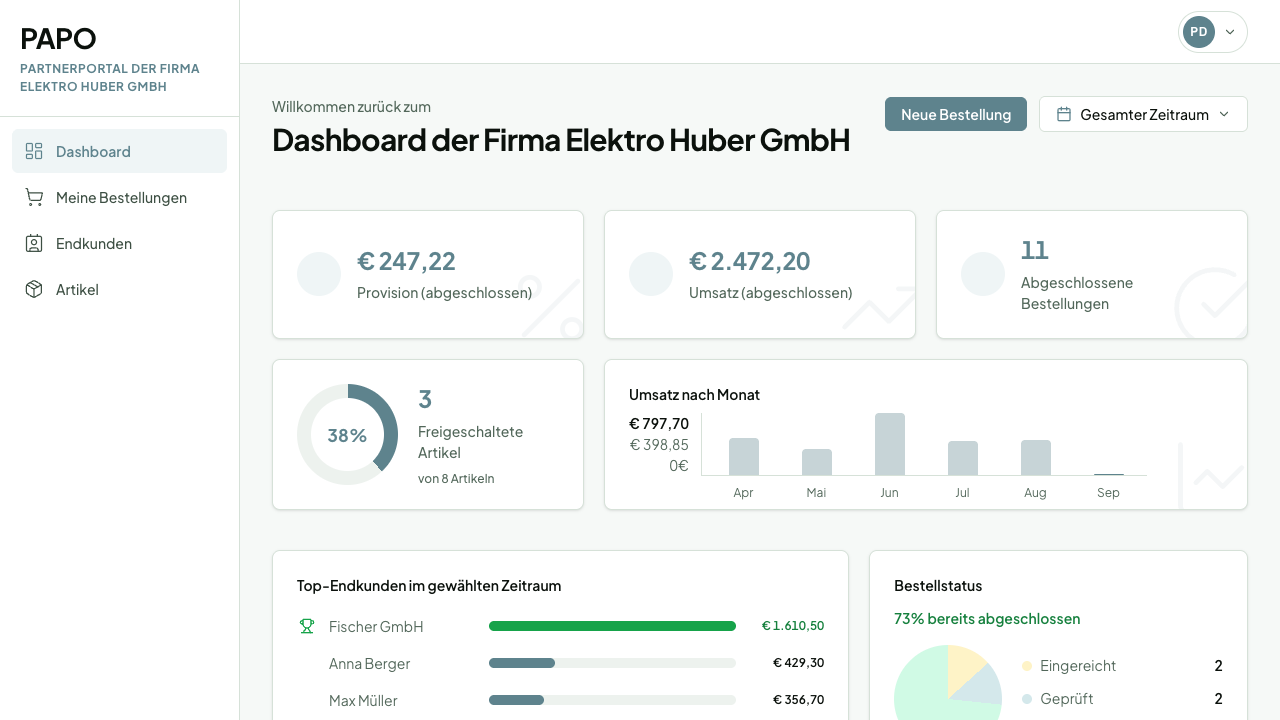 PAPO
PARTNERPORTAL DER FIRMA
ELEKTRO HUBER GMBH
Dashboard
Meine Bestellungen
Endkunden
Artikel
PD
Willkommen zurück zum
Dashboard der Firma Elektro Huber GmbH
Neue Bestellung
Gesamter Zeitraum
€ 247,22
Provision (abgeschlossen)
€ 2.472,20
Umsatz (abgeschlossen)
11
Abgeschlossene
Bestellungen
38%
3
Freigeschaltete
Artikel
von 8 Artikeln
Umsatz nach Monat
€ 797,70
€ 398,85
0€
Apr Mai Jun Jul Aug Sep
Top-Endkunden im gewählten Zeitraum
Fischer GmbH € 1.610,50
Anna Berger € 429,30
Max Müller € 356,70
Bestellstatus
73% bereits abgeschlossen
Eingereicht 2
Geprüft 2